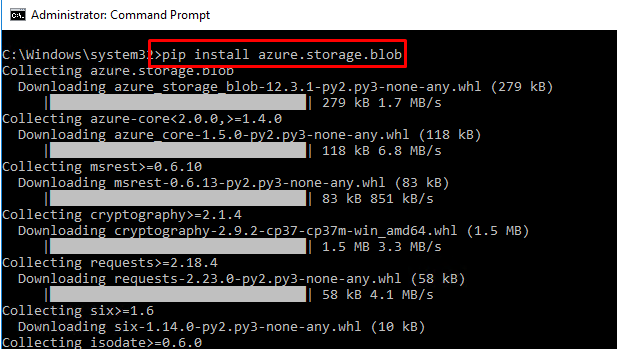 Administrator: Command Prompt
C:\Windows\system32>pip install azure.storage.blob
Collecting azure.storage.blob
Downloading azure_storage_blob-12.3.1-py2.py3-none-any.whl (279 kB)
|████████████████████████████████| 279 kB 1.7 MB/s
Collecting azure-core<2.0.0,>=1.4.0
Downloading azure_core-1.5.0-py2.py3-none-any.whl (118 kB)
|████████████████████████████████| 118 kB 6.8 MB/s
Collecting msrest>=0.6.10
Downloading msrest-0.6.13-py2.py3-none-any.whl (83 kB)
|████████████████████████████████| 83 kB 851 kB/s
Collecting cryptography>=2.1.4
Downloading cryptography-2.9.2-cp37-cp37m-win_amd64.whl (1.5 MB)
|████████████████████████████████| 1.5 MB 3.3 MB/s
Collecting requests>=2.18.4
Downloading requests-2.23.0-py2.py3-none-any.whl (58 kB)
|████████████████████████████████| 58 kB 4.1 MB/s
Collecting six>=1.6
Downloading six-1.14.0-py2.py3-none-any.whl (10 kB)
Collecting isodate>=0.6.0